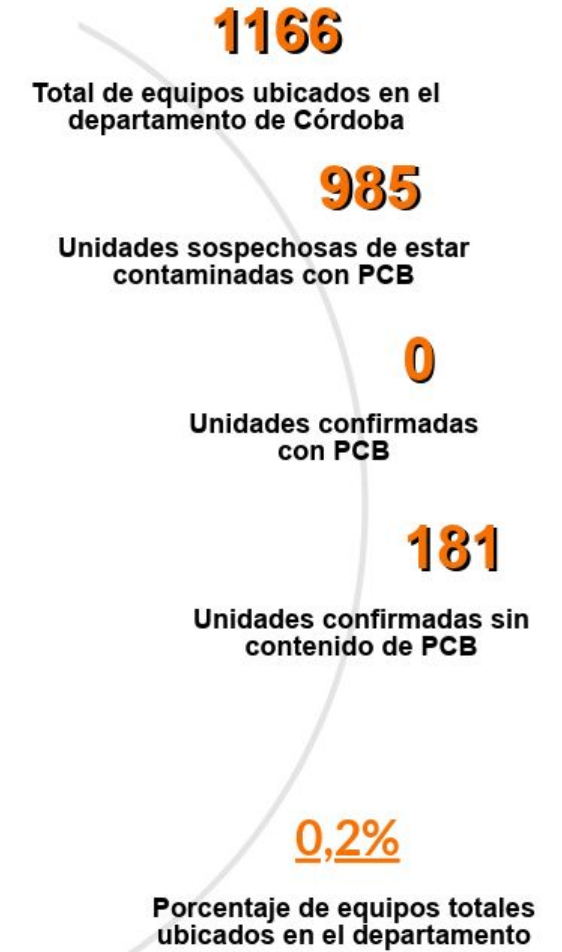 1166
Total de equipos ubicados en el
departamento de Córdoba
985
Unidades sospechosas de estar
contaminadas con PCB
0
Unidades confirmadas
con PCB
181
Unidades confirmadas sin
contenido de PCB
0,2%
Porcentaje de equipos totales
ubicados en el departamento